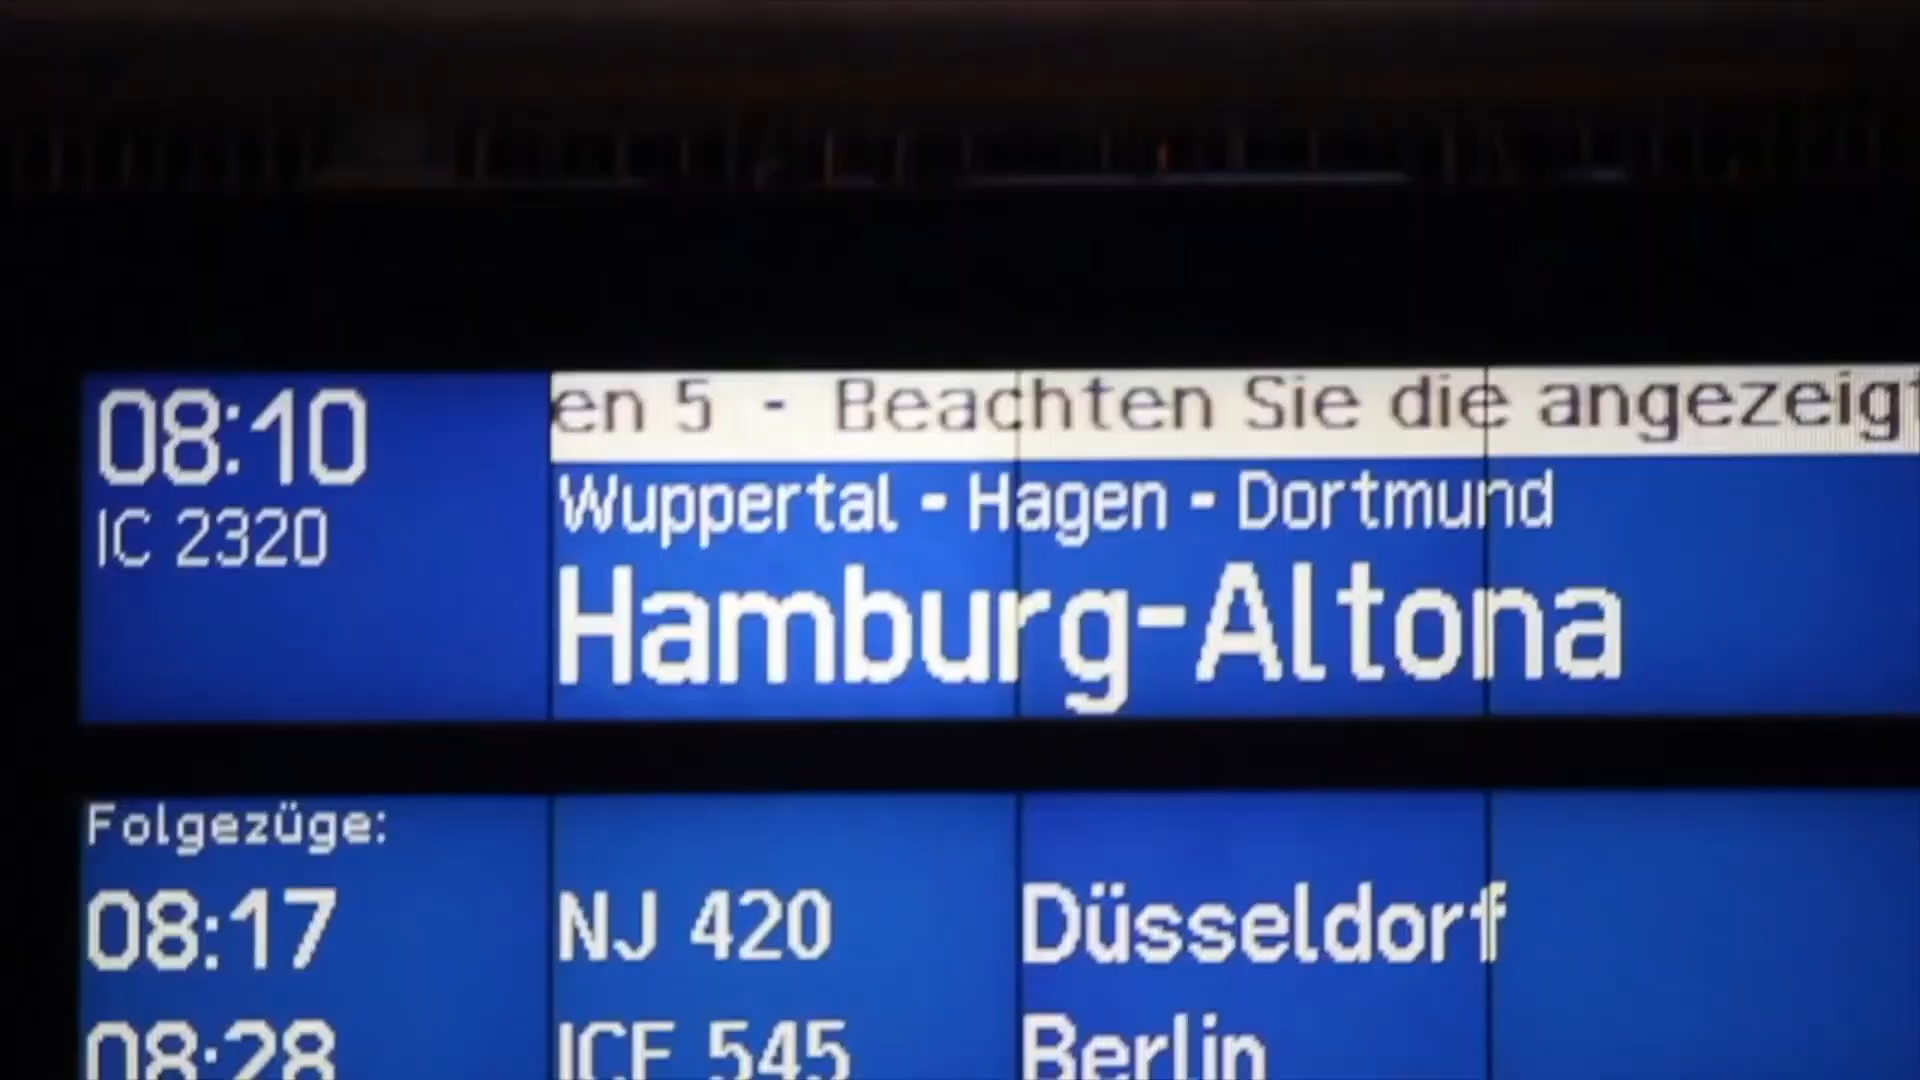 08:10
en 5 - Beachten Sie die angezeigt
IC 2320
Wuppertal - Hagen - Dortmund
Hamburg-Altona
Folgezüge:
08:17 NJ 420 Düsseldorf
08:28 ICE 545 Berlin